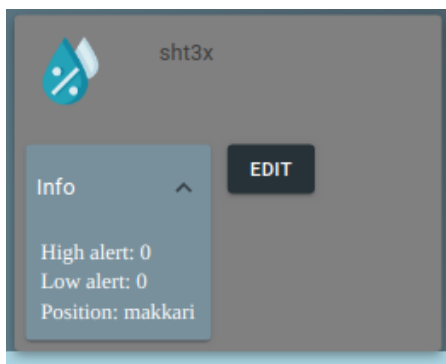 sht3x
Info
EDIT
High alert: 0
Low alert: 0
Position: makkari